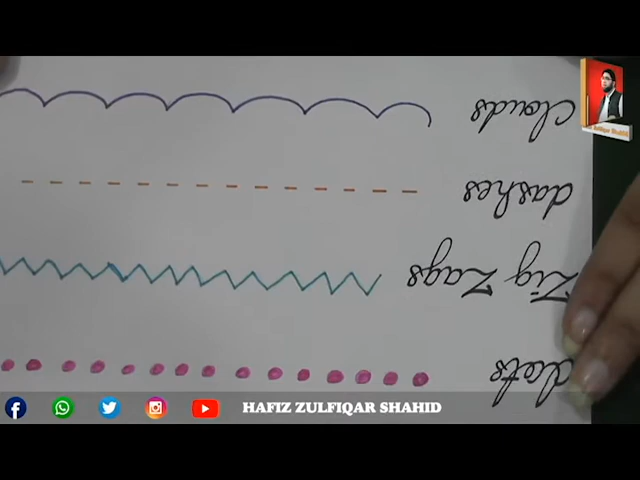 dots
Zig Zags
dashes
Clouds
HAFIZ ZULFIQAR SHAHID